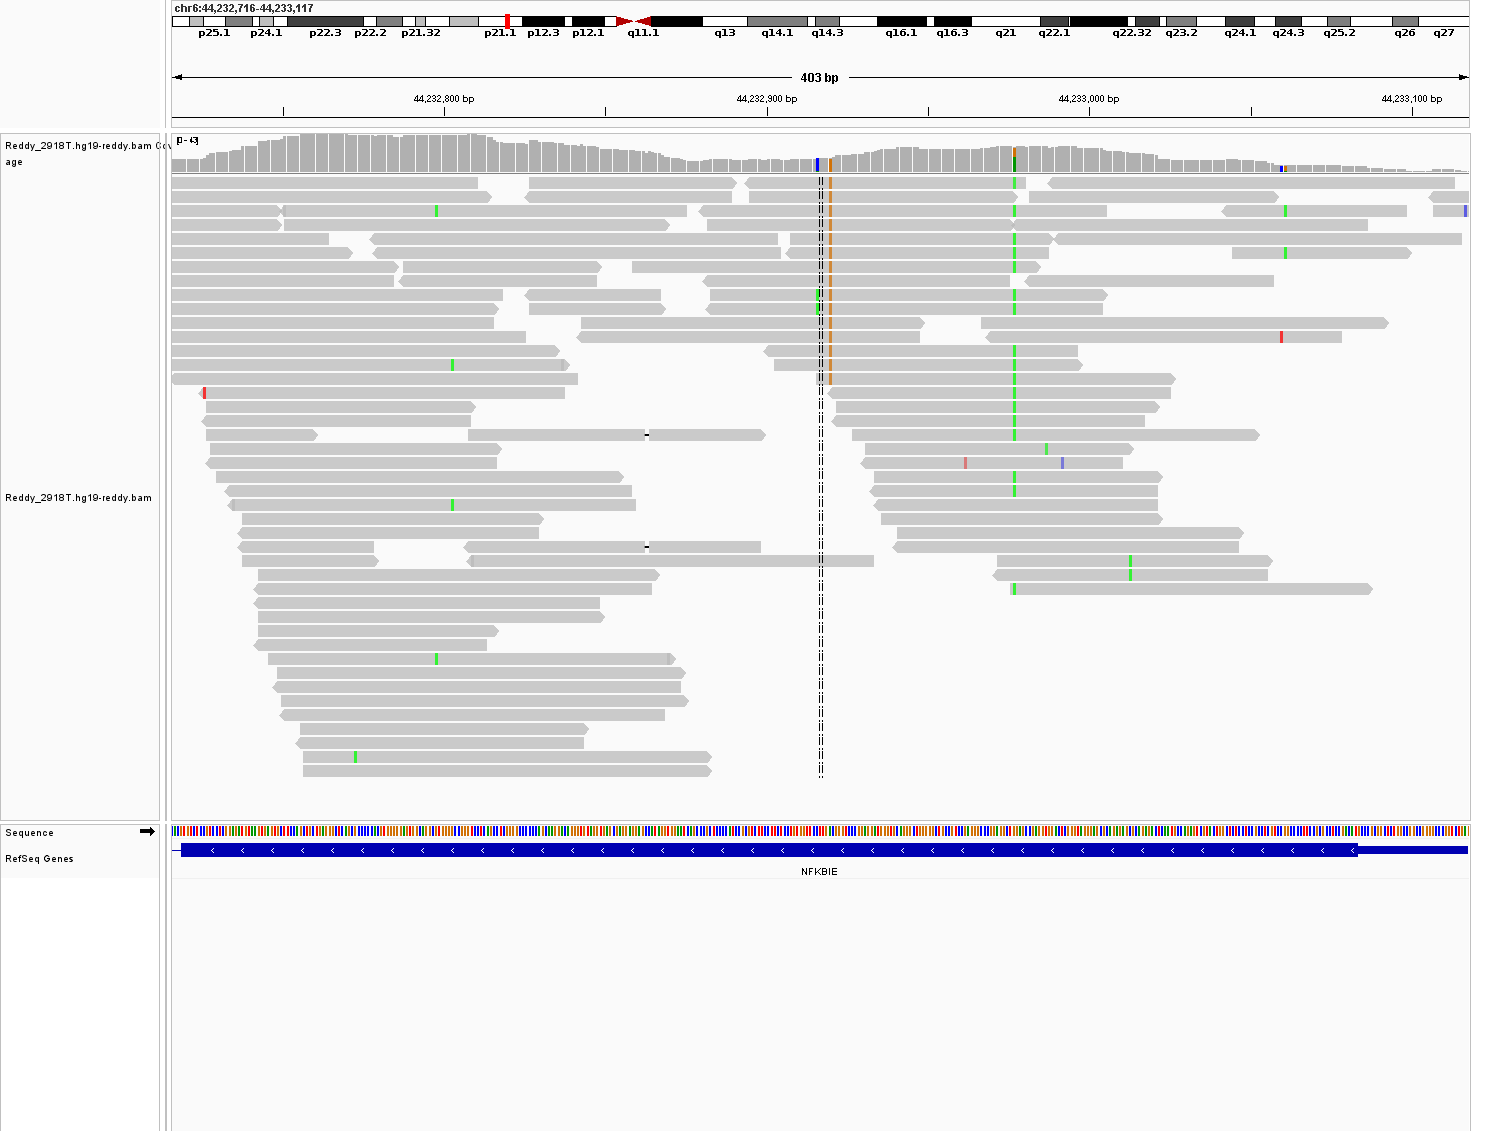 chr6:44,232,716-44,233,117
p25.1 p24.1 p22.3 p22.2 p21.32 p21.1 p12.3 p12.1 q11.1 q13 q14.1 q14.3 q16.1 q16.3 q21 q22.1 q22.32 q23.2 q24.1 q24.3 q25.2 q26 q27
403 bp
44,232,800 bp 44,232,900 bp 44,233,000 bp 44,233,100 bp
[0 - 43]
Reddy_2918T.hg19-reddy.bam Cov
age
Reddy_2918T.hg19-reddy.bam
Sequence
RefSeq Genes
NFKBIE